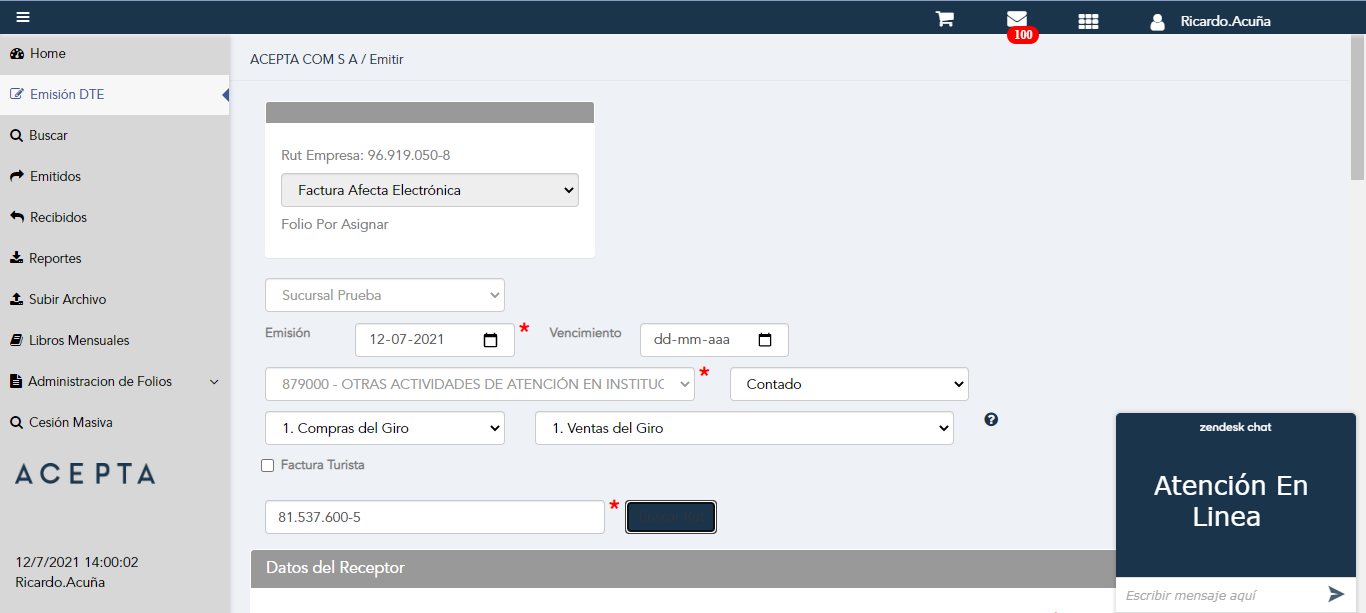 100
Ricardo.Acuña
Home
ACEPTA COM S A / Emitir
Emisión DTE
Buscar
Emitidos
Recibidos
Reportes
Subir Archivo
Libros Mensuales
Administracion de Folios
Cesión Masiva
ACEPTA
12/7/2021 14:00:02
Ricardo.Acuña
Rut Empresa: 96.919.050-8
Factura Afecta Electrónica
Folio Por Asignar
Sucursal Prueba
Emisión 12-07-2021 * Vencimiento dd-mm-aaa
879000 - OTRAS ACTIVIDADES DE ATENCIÓN EN INSTITUC * Contado
1. Compras del Giro 1. Ventas del Giro
Factura Turista
81.537.600-5 *
Datos del Receptor
zendesk chat
Atención En
Linea
Escribir mensaje aquí